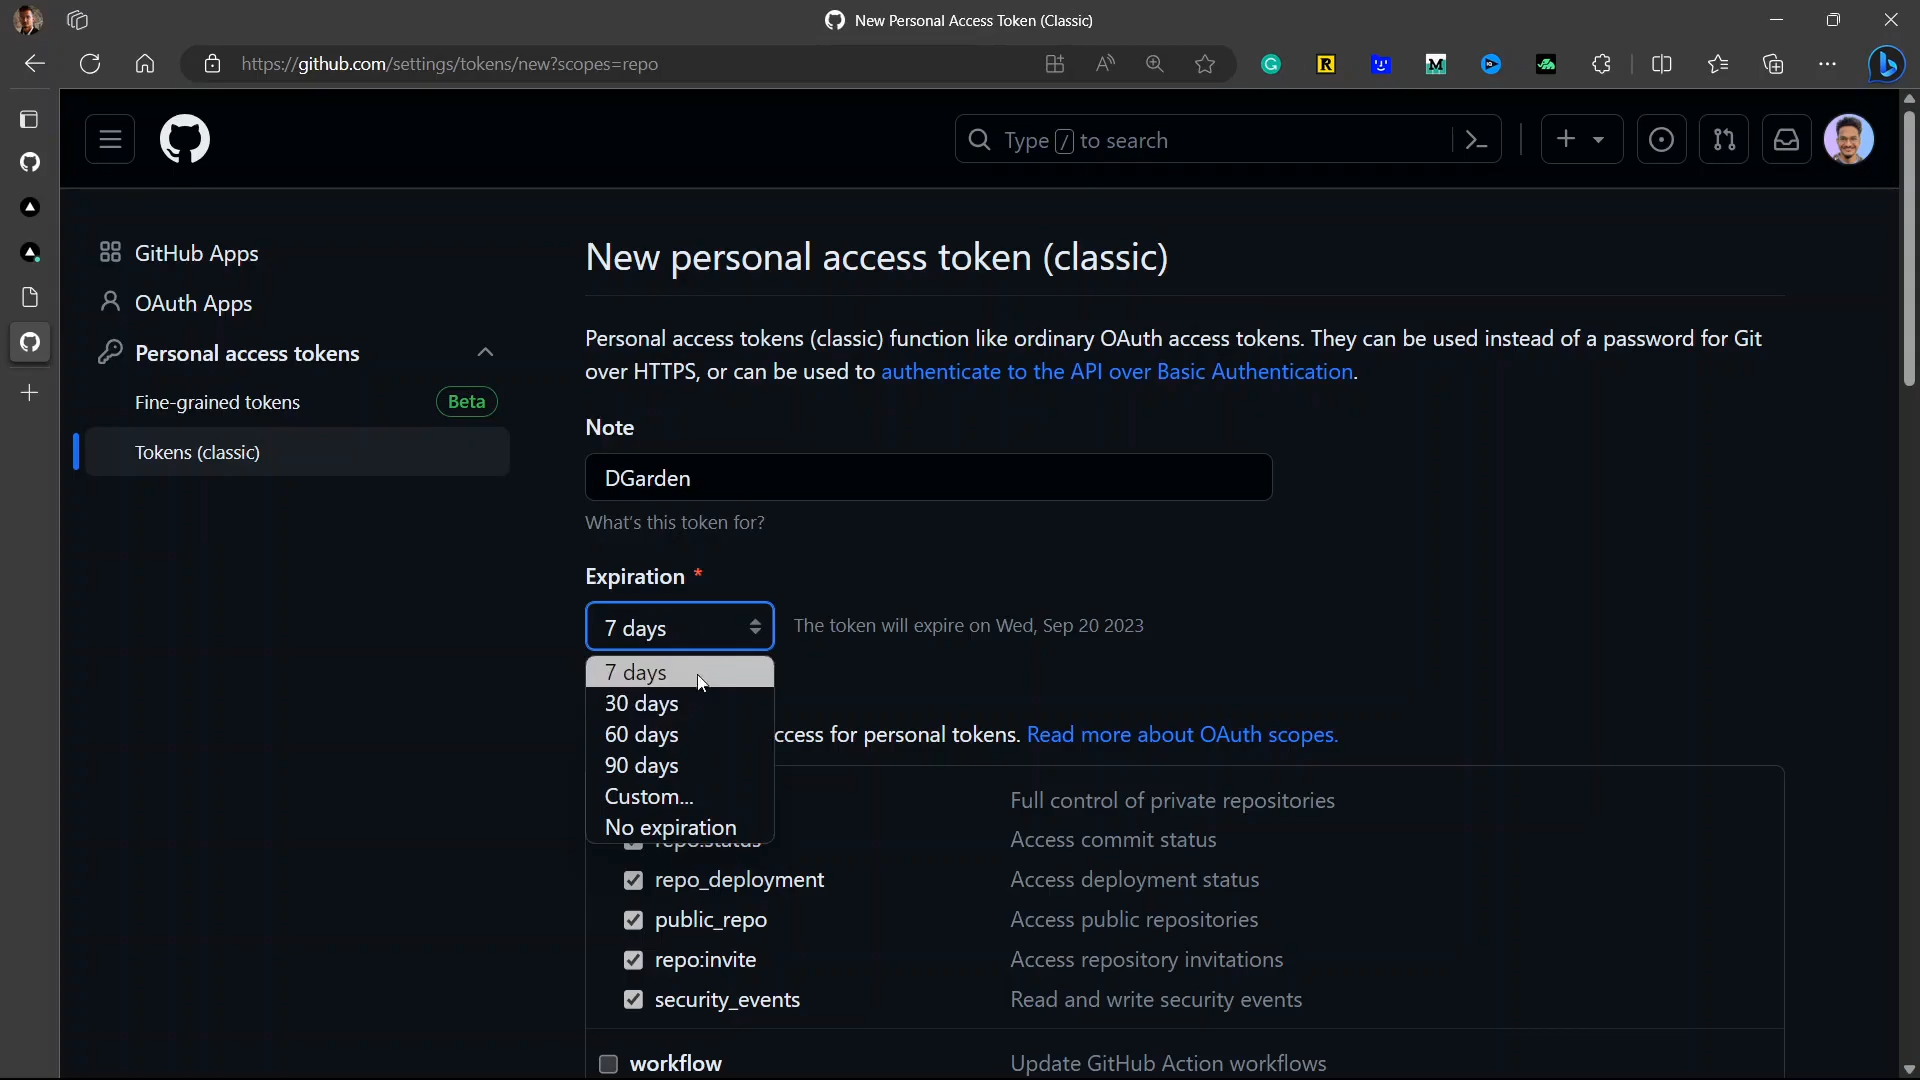 New Personal Access Token (Classic)
https://github.com/settings/tokens/new?scopes=repo
Type / to search
GitHub Apps
OAuth Apps
Personal access tokens
Fine-grained tokens
Beta
Tokens (classic)
New personal access token (classic)
Personal access tokens (classic) function like ordinary OAuth access tokens. They can be used instead of a password for Git
over HTTPS, or can be used to authenticate to the API over Basic Authentication.
Note
DGarden
What's this token for?
Expiration *
7 days
The token will expire on Wed, Sep 20 2023
7 days
30 days
60 days
90 days
Custom...
No expiration
ccess for personal tokens. Read more about OAuth scopes.
Full control of private repositories
Access commit status
repo_deployment
Access deployment status
public_repo
Access public repositories
repo:invite
Access repository invitations
security_events
Read and write security events
workflow
Update GitHub Action workflows